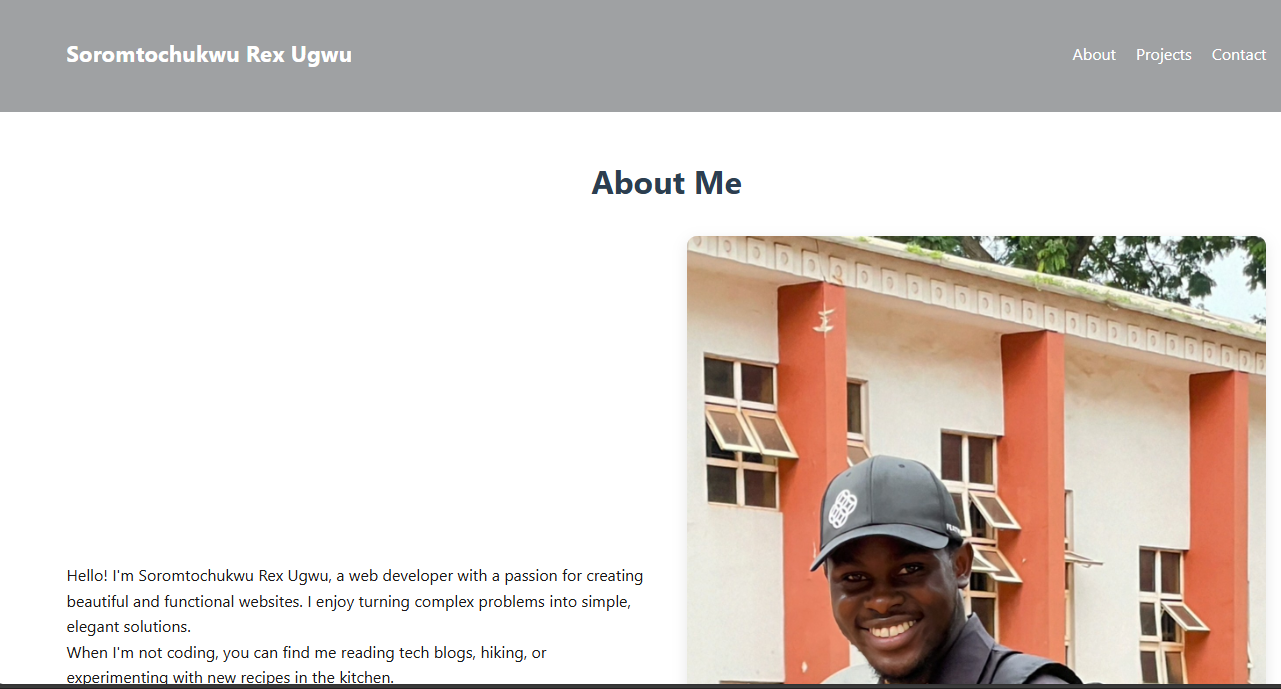 Soromtochukwu Rex Ugwu
About Projects Contact
About Me
Hello! I'm Soromtochukwu Rex Ugwu, a web developer with a passion for creating
beautiful and functional websites. I enjoy turning complex problems into simple,
elegant solutions.
When I'm not coding, you can find me reading tech blogs, hiking, or
experimenting with new recipes in the kitchen.